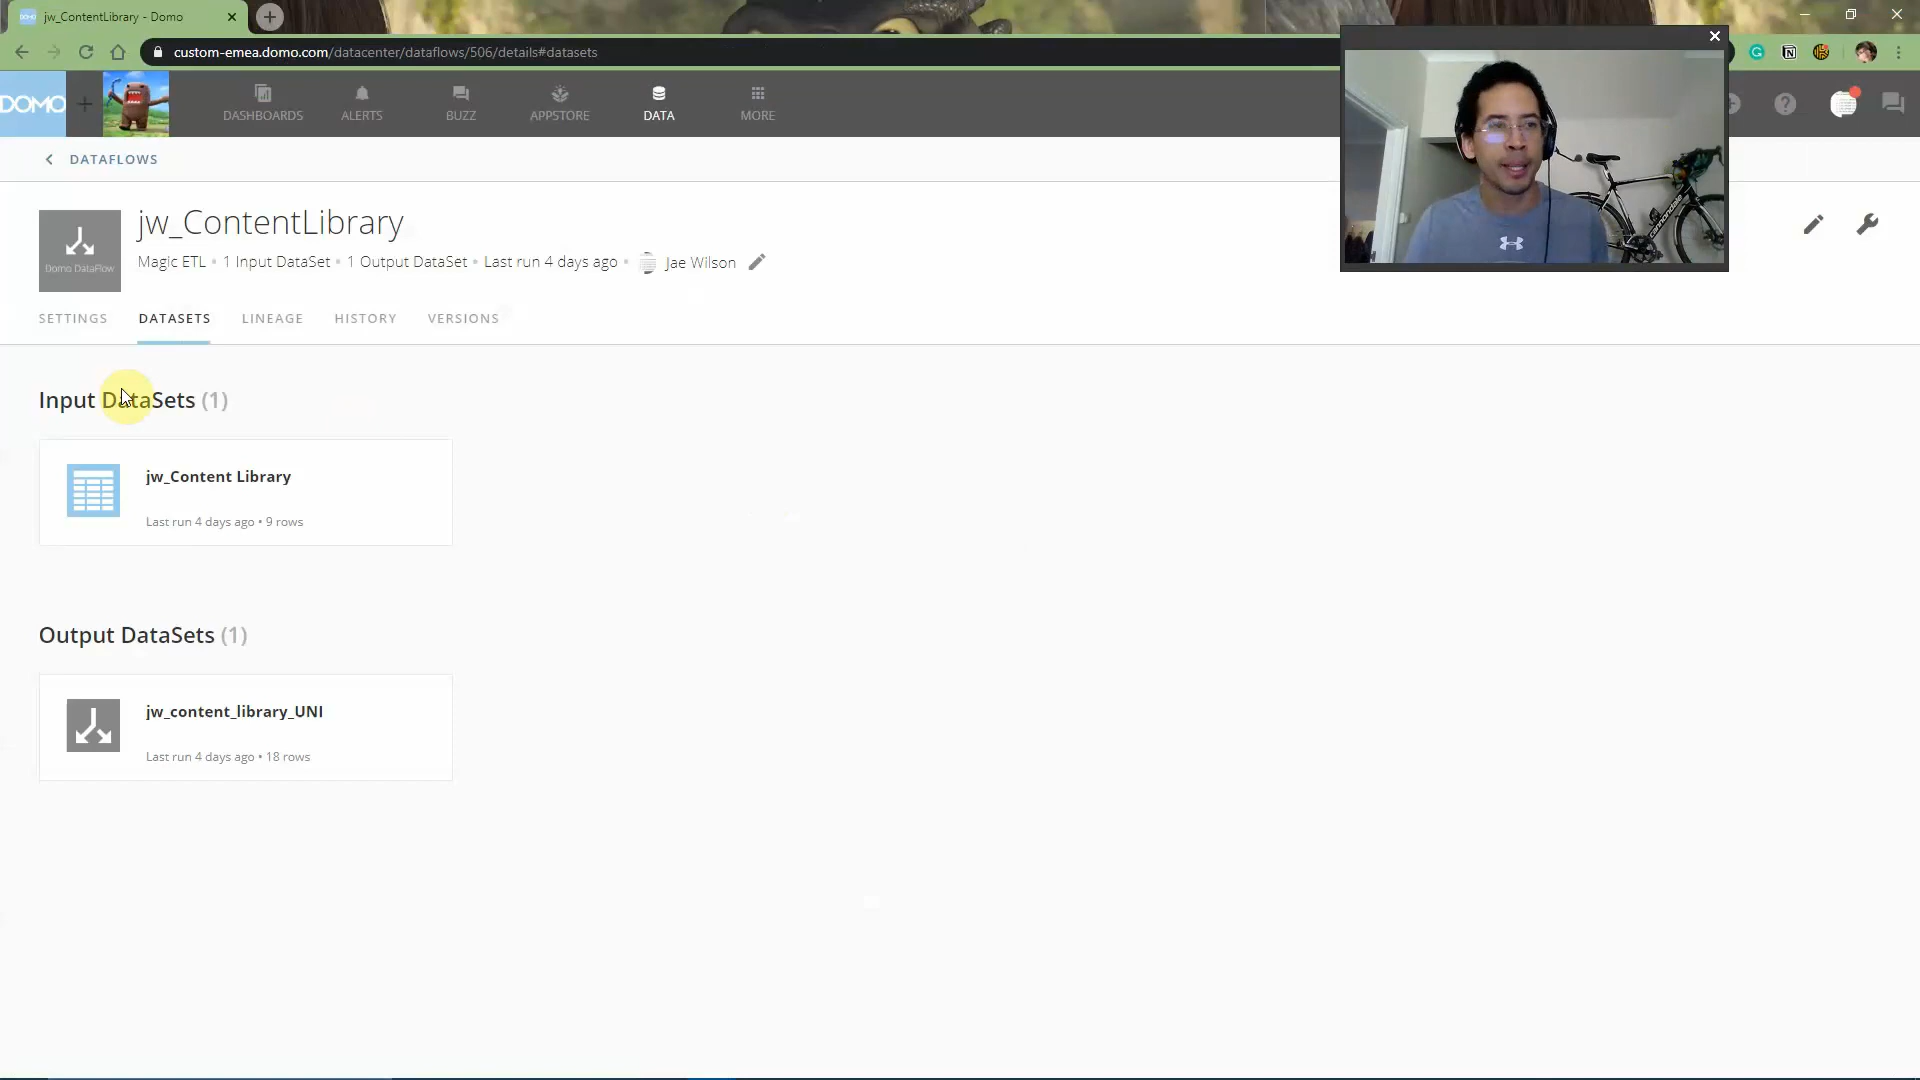 jw_ContentLibrary - Domo
custom-emea.domo.com/datacenter/dataflows/506/details#datasets
DOMO
DASHBOARDS
ALERTS
BUZZ
APPSTORE
DATA
MORE
DATAFLOWS
Domo DataFlow
jw_ContentLibrary
Magic ETL • 1 Input DataSet • 1 Output DataSet • Last run 4 days ago • Jae Wilson
SETTINGS
DATASETS
LINEAGE
HISTORY
VERSIONS
Input DataSets (1)
jw_Content Library
Last run 4 days ago • 9 rows
Output DataSets (1)
jw_content_library_UNI
Last run 4 days ago • 18 rows